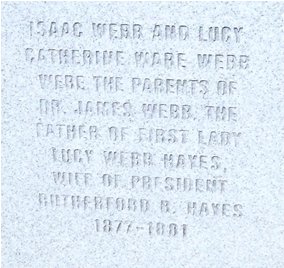 ISAAC WEBB AND LUCY
CATHERINE WARE WEBB
WERE THE PARENTS OF
DR. JAMES WEBB, THE
FATHER OF FIRST LADY
LUCY WEBB HAYES,
WIFE OF PRESIDENT
RUTHERFORD B. HAYES
1877-1881